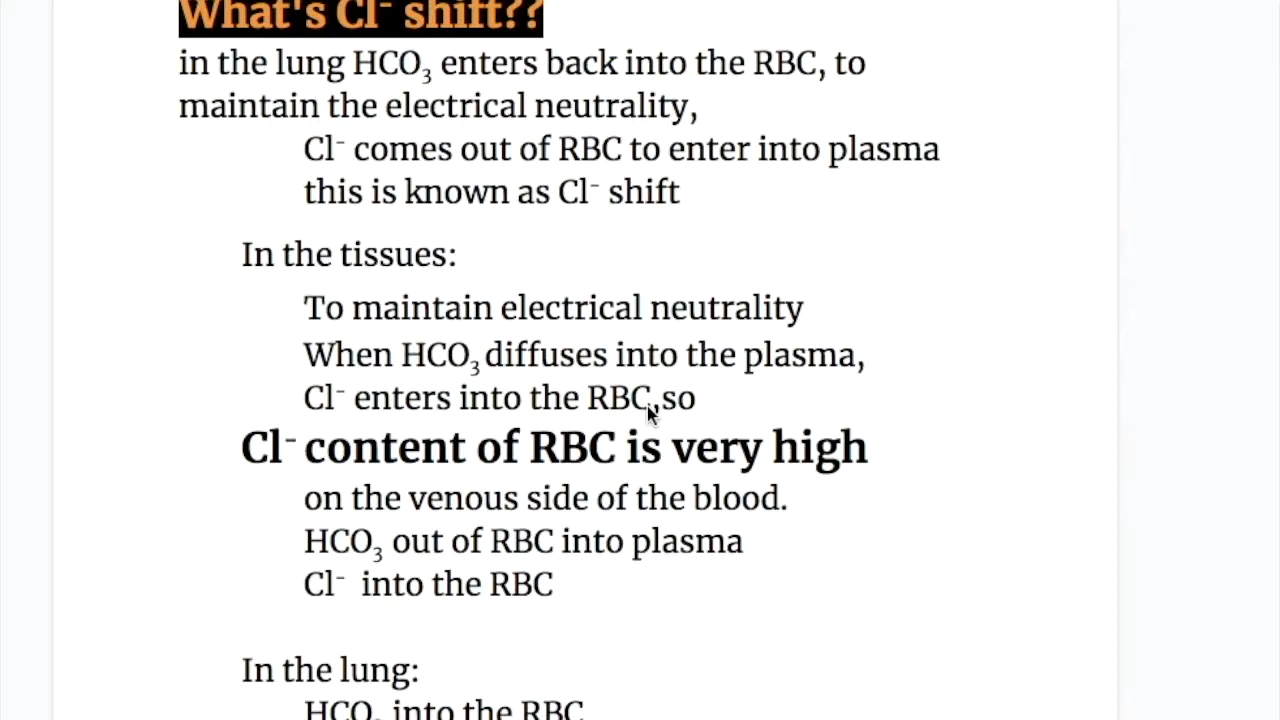 What's Cl⁻ shift??
in the lung HCO₃ enters back into the RBC, to
maintain the electrical neutrality,
Cl⁻ comes out of RBC to enter into plasma
this is known as Cl⁻ shift
In the tissues:
To maintain electrical neutrality
When HCO₃ diffuses into the plasma,
Cl⁻ enters into the RBC,so
Cl⁻ content of RBC is very high
on the venous side of the blood.
HCO₃ out of RBC into plasma
Cl⁻ into the RBC
In the lung:
HCO₃ into the RBC